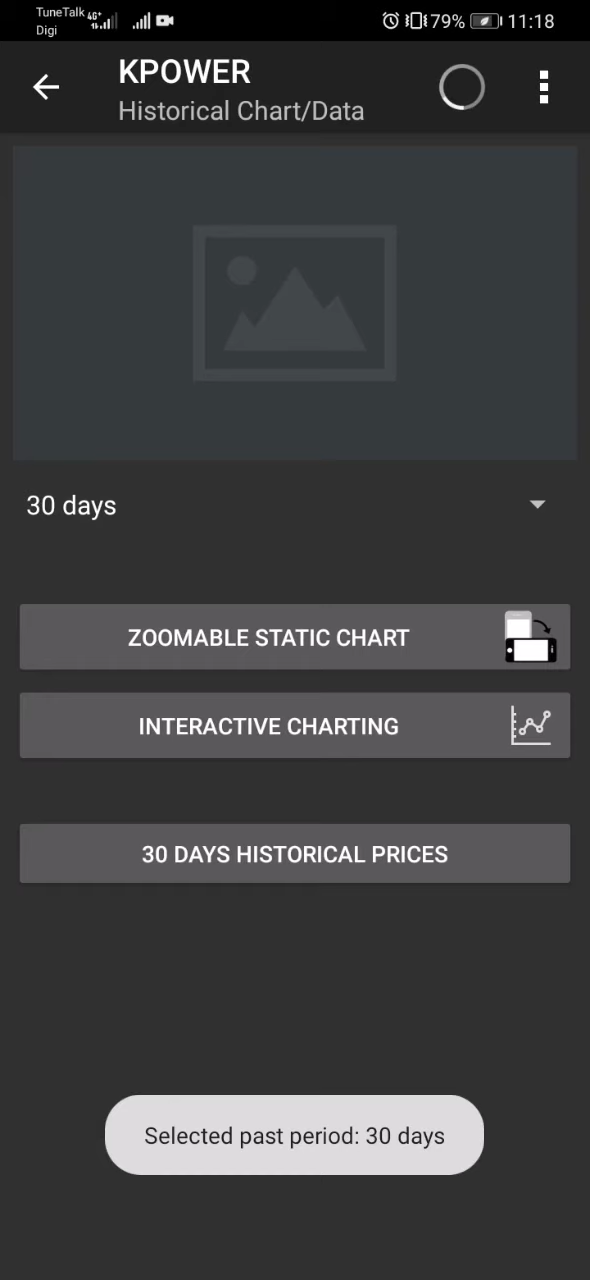 TuneTalk 4G+
Digi
79% 11:18
KPOWER
Historical Chart/Data
30 days
ZOOMABLE STATIC CHART
INTERACTIVE CHARTING
30 DAYS HISTORICAL PRICES
Selected past period: 30 days